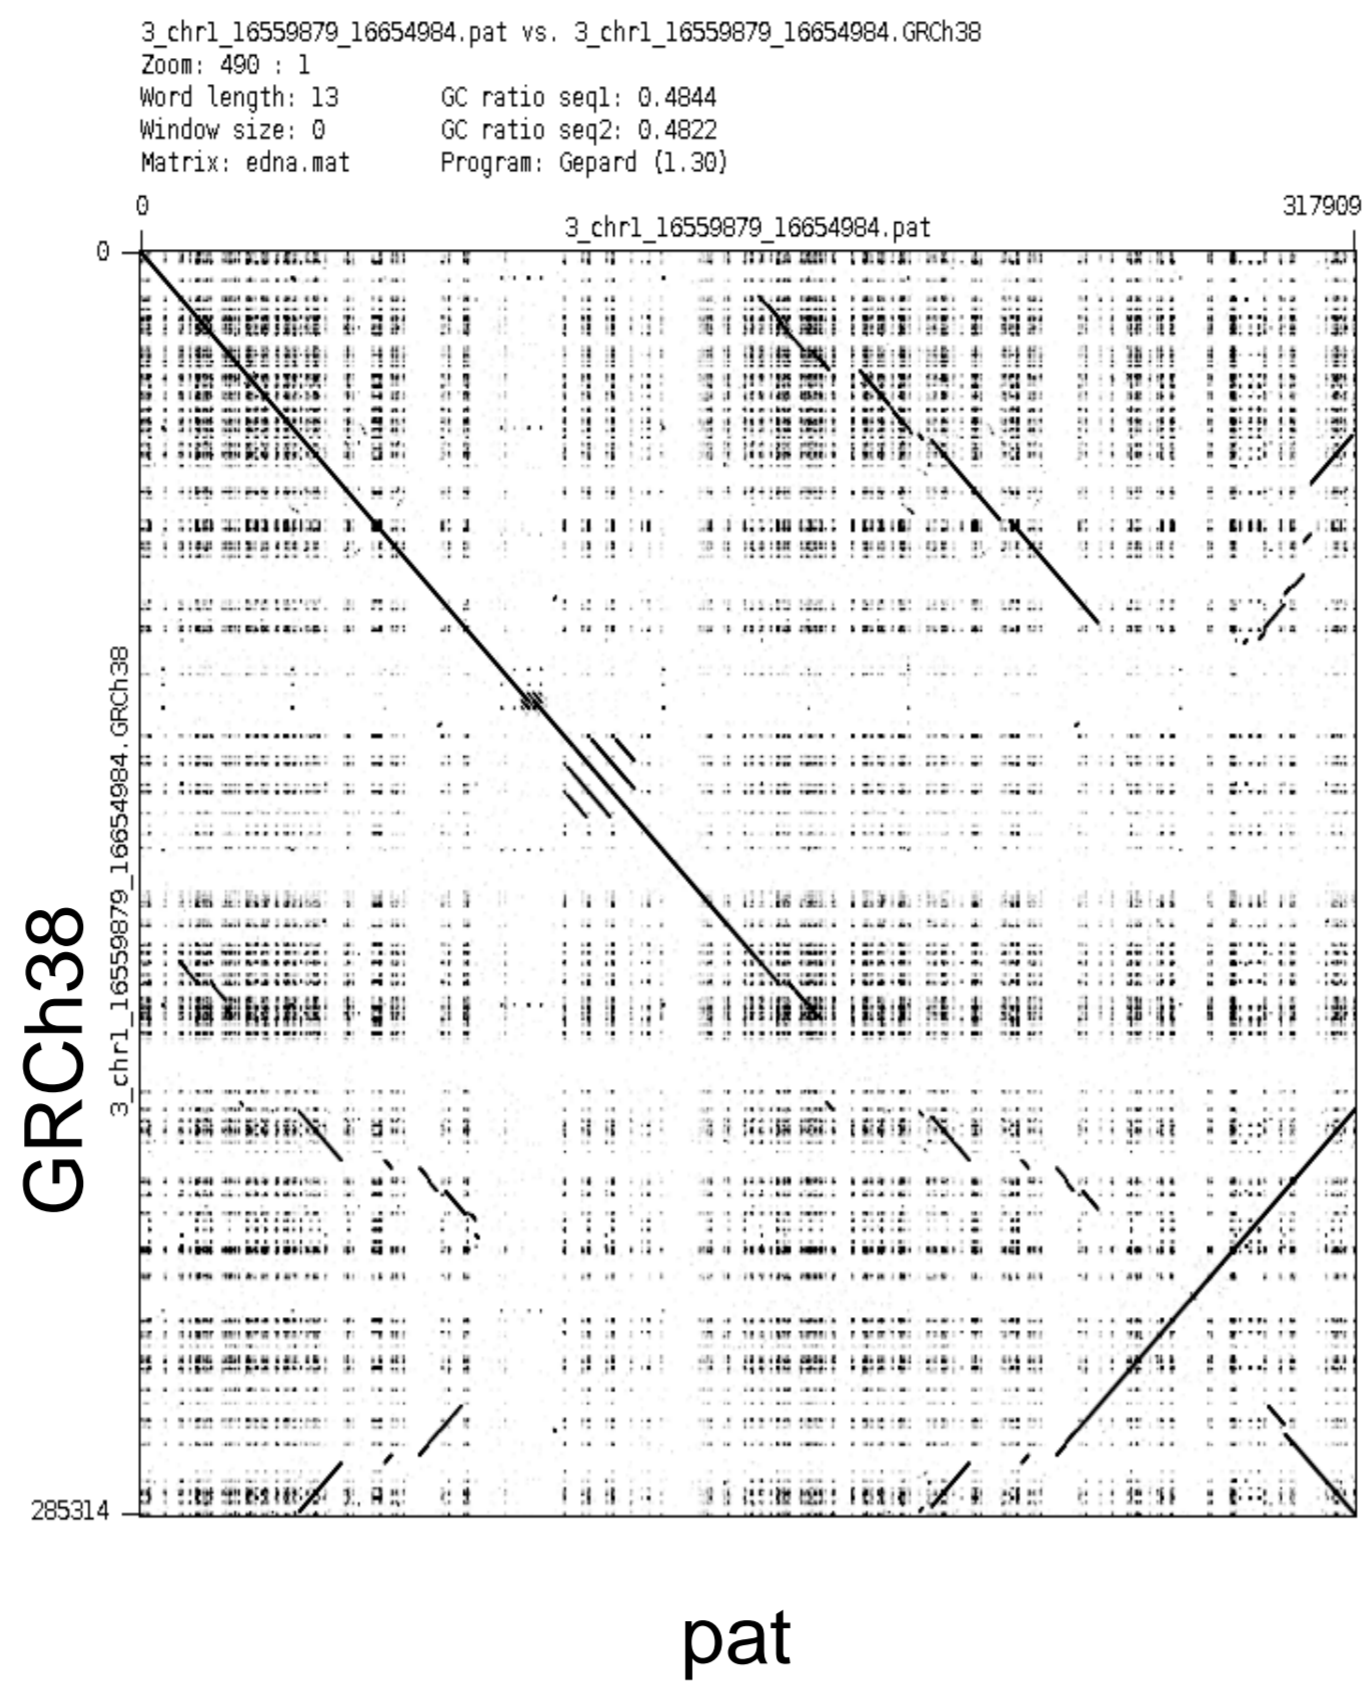 3_chr1_16559879_16654984.pat vs. 3_chr1_16559879_16654984.GRCh38
Zoom: 490 : 1
Word length: 13 GC ratio seq1: 0.4844
Window size: 0 GC ratio seq2: 0.4822
Matrix: edna.mat Program: Gepard (1.30)
0 317909
3_chr1_16559879_16654984.pat
0
3_chr1_16559879_16654984.GRCh38
GRCh38
285314
pat